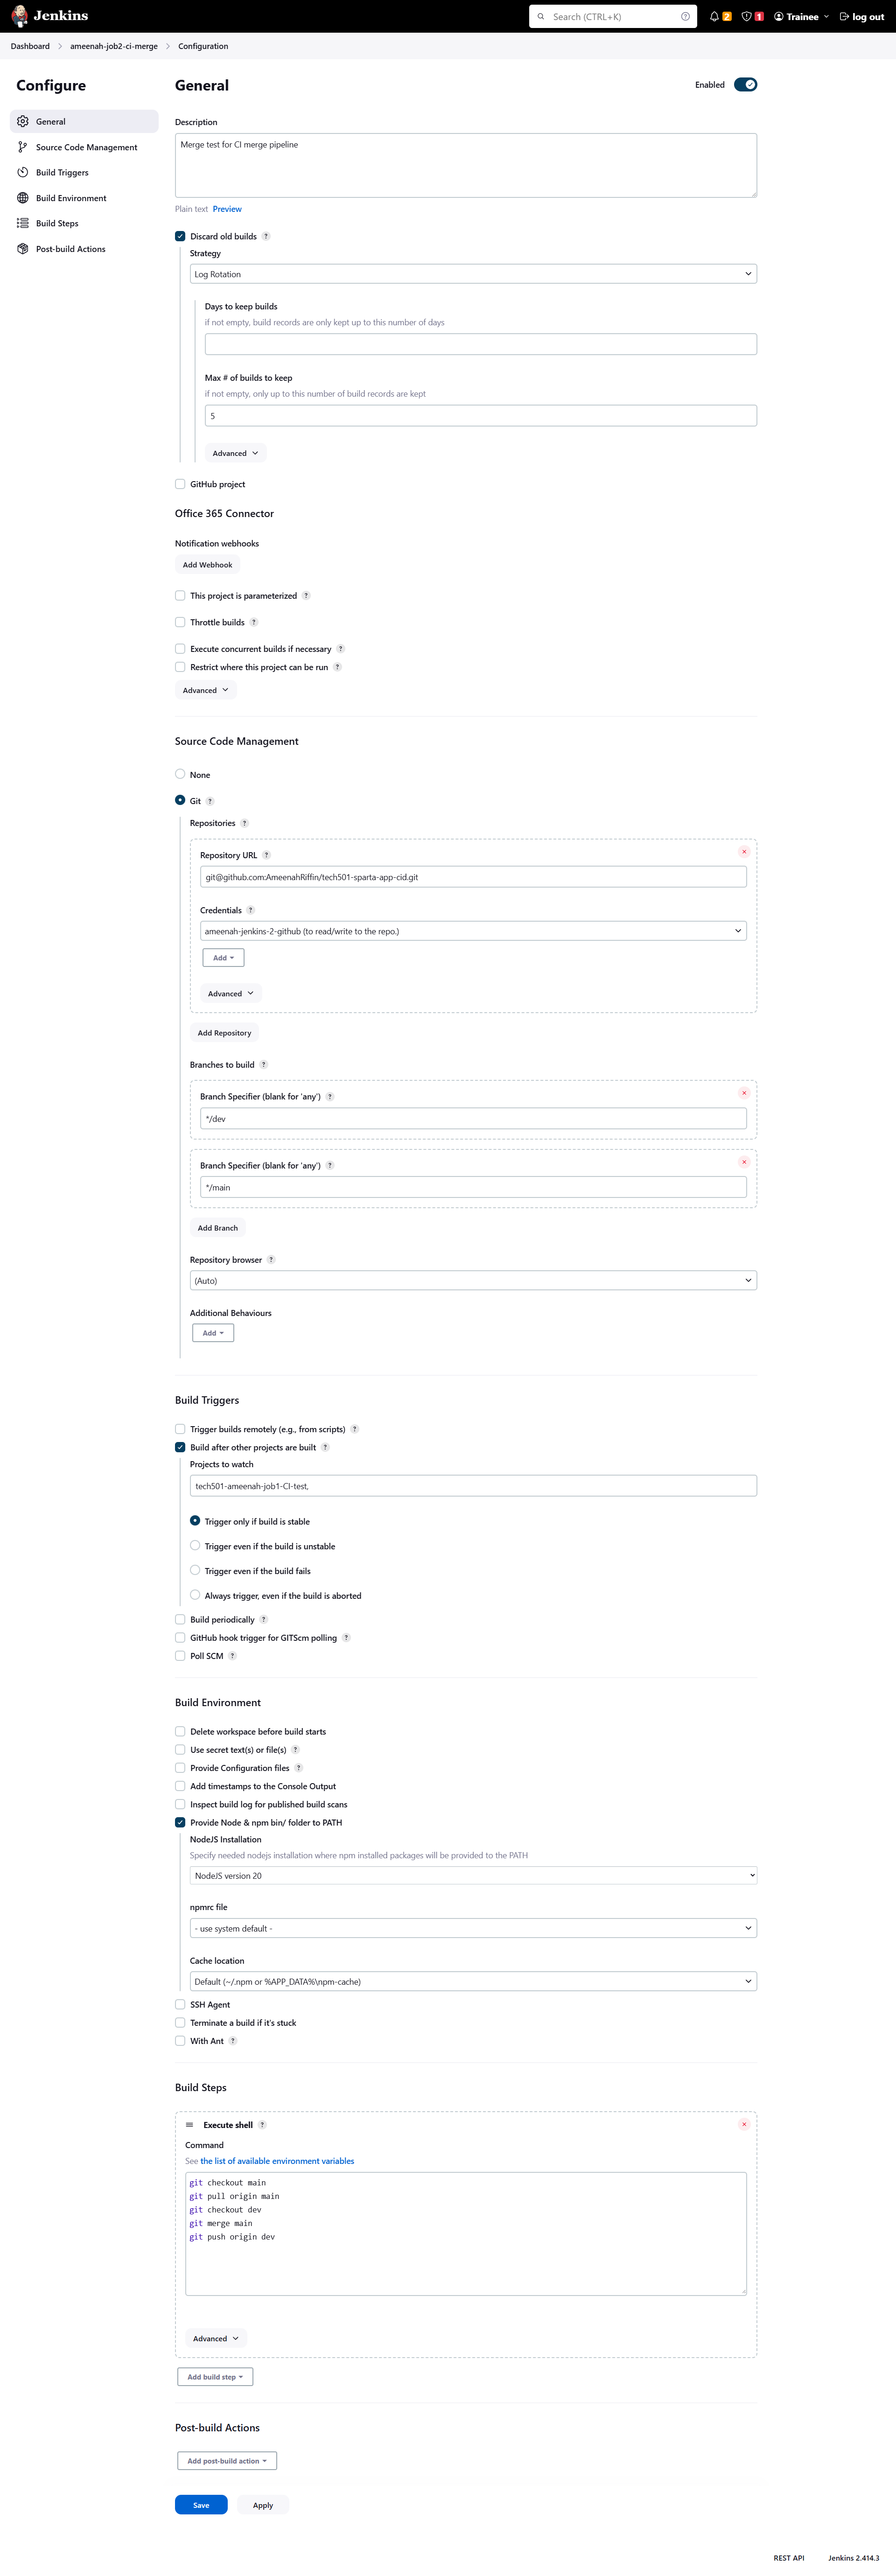 Jenkins
Search (CTRL+K)
?
2
1
Trainee
log out
Dashboard
ameenah-job2-ci-merge
Configuration
Configure
General
Source Code Management
Build Triggers
Build Environment
Build Steps
Post-build Actions
General
Enabled
Description
Merge test for CI merge pipeline
Plain text Preview
Discard old builds ?
Strategy
Log Rotation
Days to keep builds
if not empty, build records are only kept up to this number of days
Max # of builds to keep
if not empty, only up to this number of build records are kept
5
Advanced
GitHub project
Office 365 Connector
Notification webhooks
Add Webhook
This project is parameterized ?
Throttle builds ?
Execute concurrent builds if necessary ?
Restrict where this project can be run ?
Advanced
Source Code Management
None
Git ?
Repositories ?
Repository URL ?
git@github.com:AmeenahRiffin/tech501-sparta-app-cid.git
Credentials ?
ameenah-jenkins-2-github (to read/write to the repo.)
Add
Advanced
Add Repository
Branches to build ?
Branch Specifier (blank for 'any') ?
*/dev
Branch Specifier (blank for 'any') ?
*/main
Add Branch
Repository browser ?
(Auto)
Additional Behaviours
Add
Build Triggers
Trigger builds remotely (e.g., from scripts) ?
Build after other projects are built ?
Projects to watch
tech501-ameenah-job1-CI-test,
Trigger only if build is stable
Trigger even if the build is unstable
Trigger even if the build fails
Always trigger, even if the build is aborted
Build periodically ?
GitHub hook trigger for GITScm polling ?
Poll SCM ?
Build Environment
Delete workspace before build starts
Use secret text(s) or file(s) ?
Provide Configuration files ?
Add timestamps to the Console Output
Inspect build log for published build scans
Provide Node & npm bin/ folder to PATH
NodeJS Installation
Specify needed nodejs installation where npm installed packages will be provided to the PATH
NodeJS version 20
npmrc file
- use system default -
Cache location
Default (~/.npm or %APP_DATA%\npm-cache)
SSH Agent
Terminate a build if it's stuck
With Ant ?
Build Steps
Execute shell ?
Command
See the list of available environment variables
git checkout main
git pull origin main
git checkout dev
git merge main
git push origin dev
Advanced
Add build step
Post-build Actions
Add post-build action
Save
Apply
REST API
Jenkins 2.414.3